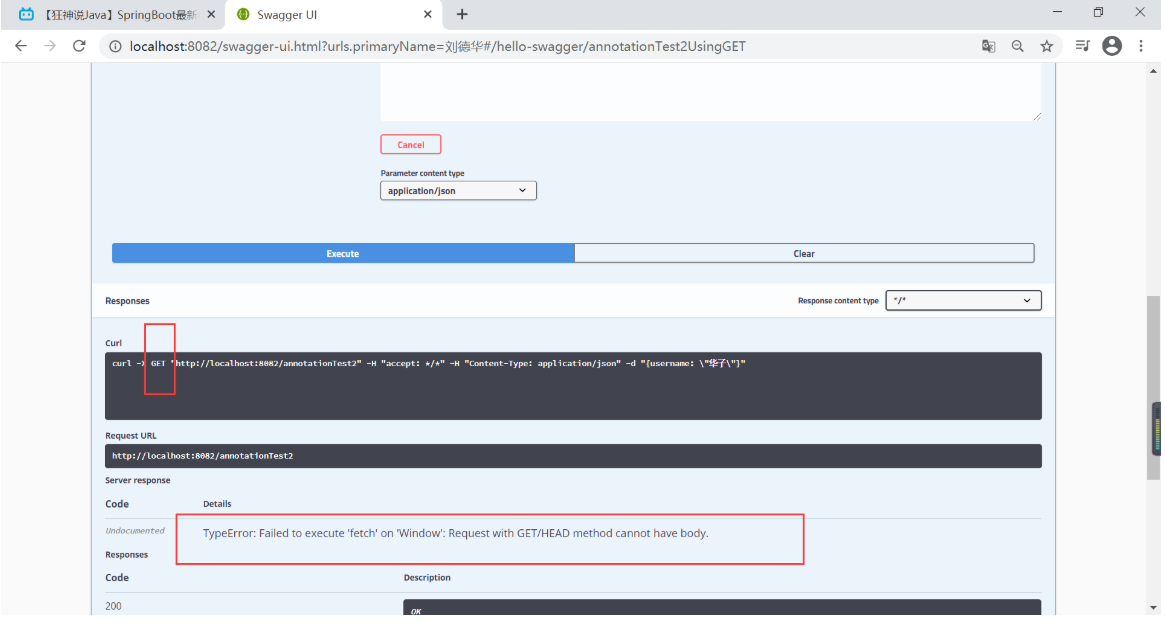 【狂神说Java】SpringBoot最新
Swagger UI
localhost:8082/swagger-ui.html?urls.primaryName=刘德华#/hello-swagger/annotationTest2UsingGET
Cancel
Parameter content type
application/json
Execute
Clear
Responses
Response content type
*/*
Curl
curl -X GET "http://localhost:8082/annotationTest2" -H "accept: */*" -H "Content-Type: application/json" -d "{username: \"华子\"}"
Request URL
http://localhost:8082/annotationTest2
Server response
Code Details
Undocumented
TypeError: Failed to execute 'fetch' on 'Window': Request with GET/HEAD method cannot have body.
Responses
Code Description
200
OK